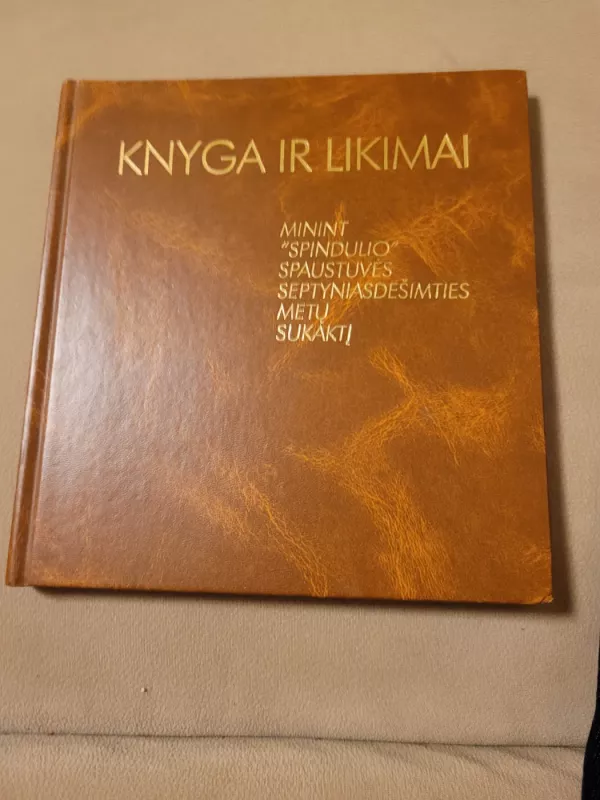 KNYGA IR LIKIMAI
MININT
"SPINDULIO"
SPAUSTUVĖS
SEPTYNIASDEŠIMTIES
METŲ
SUKAKTĮ